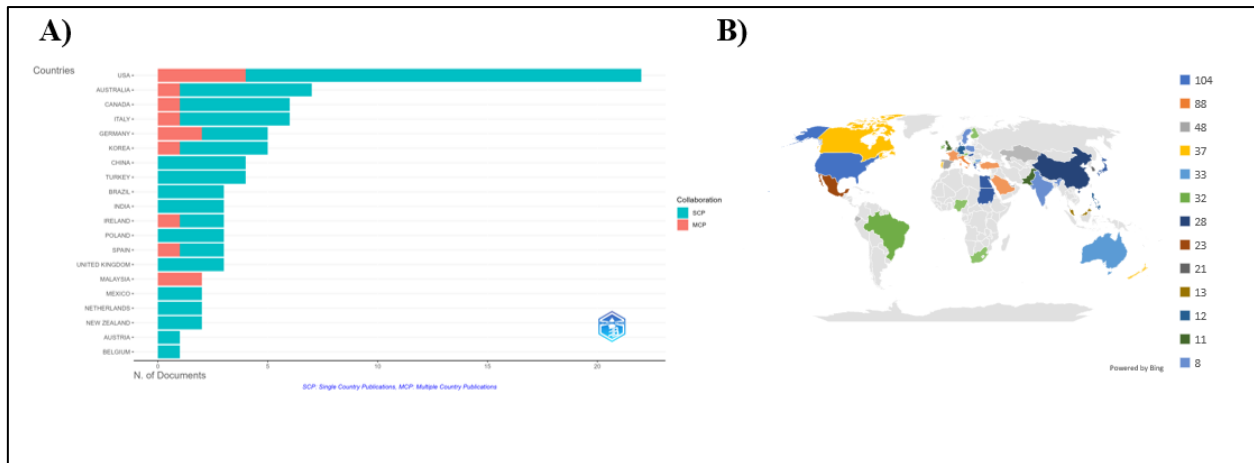 A)
Countries
USA
AUSTRALIA
CANADA
ITALY
GERMANY
KOREA
CHINA
TURKEY
BRAZIL
INDIA
IRELAND
POLAND
SPAIN
UNITED KINGDOM
MALAYSIA
MEXICO
NETHERLANDS
NEW ZEALAND
AUSTRIA
BELGIUM
0 5 10 15 20
N. of Documents
SCP: Single Country Publications, MCP: Multiple Country Publications
Collaboration
SCP
MCP
B)
104
88
48
37
33
32
28
23
21
13
12
11
8
Powered by Bing